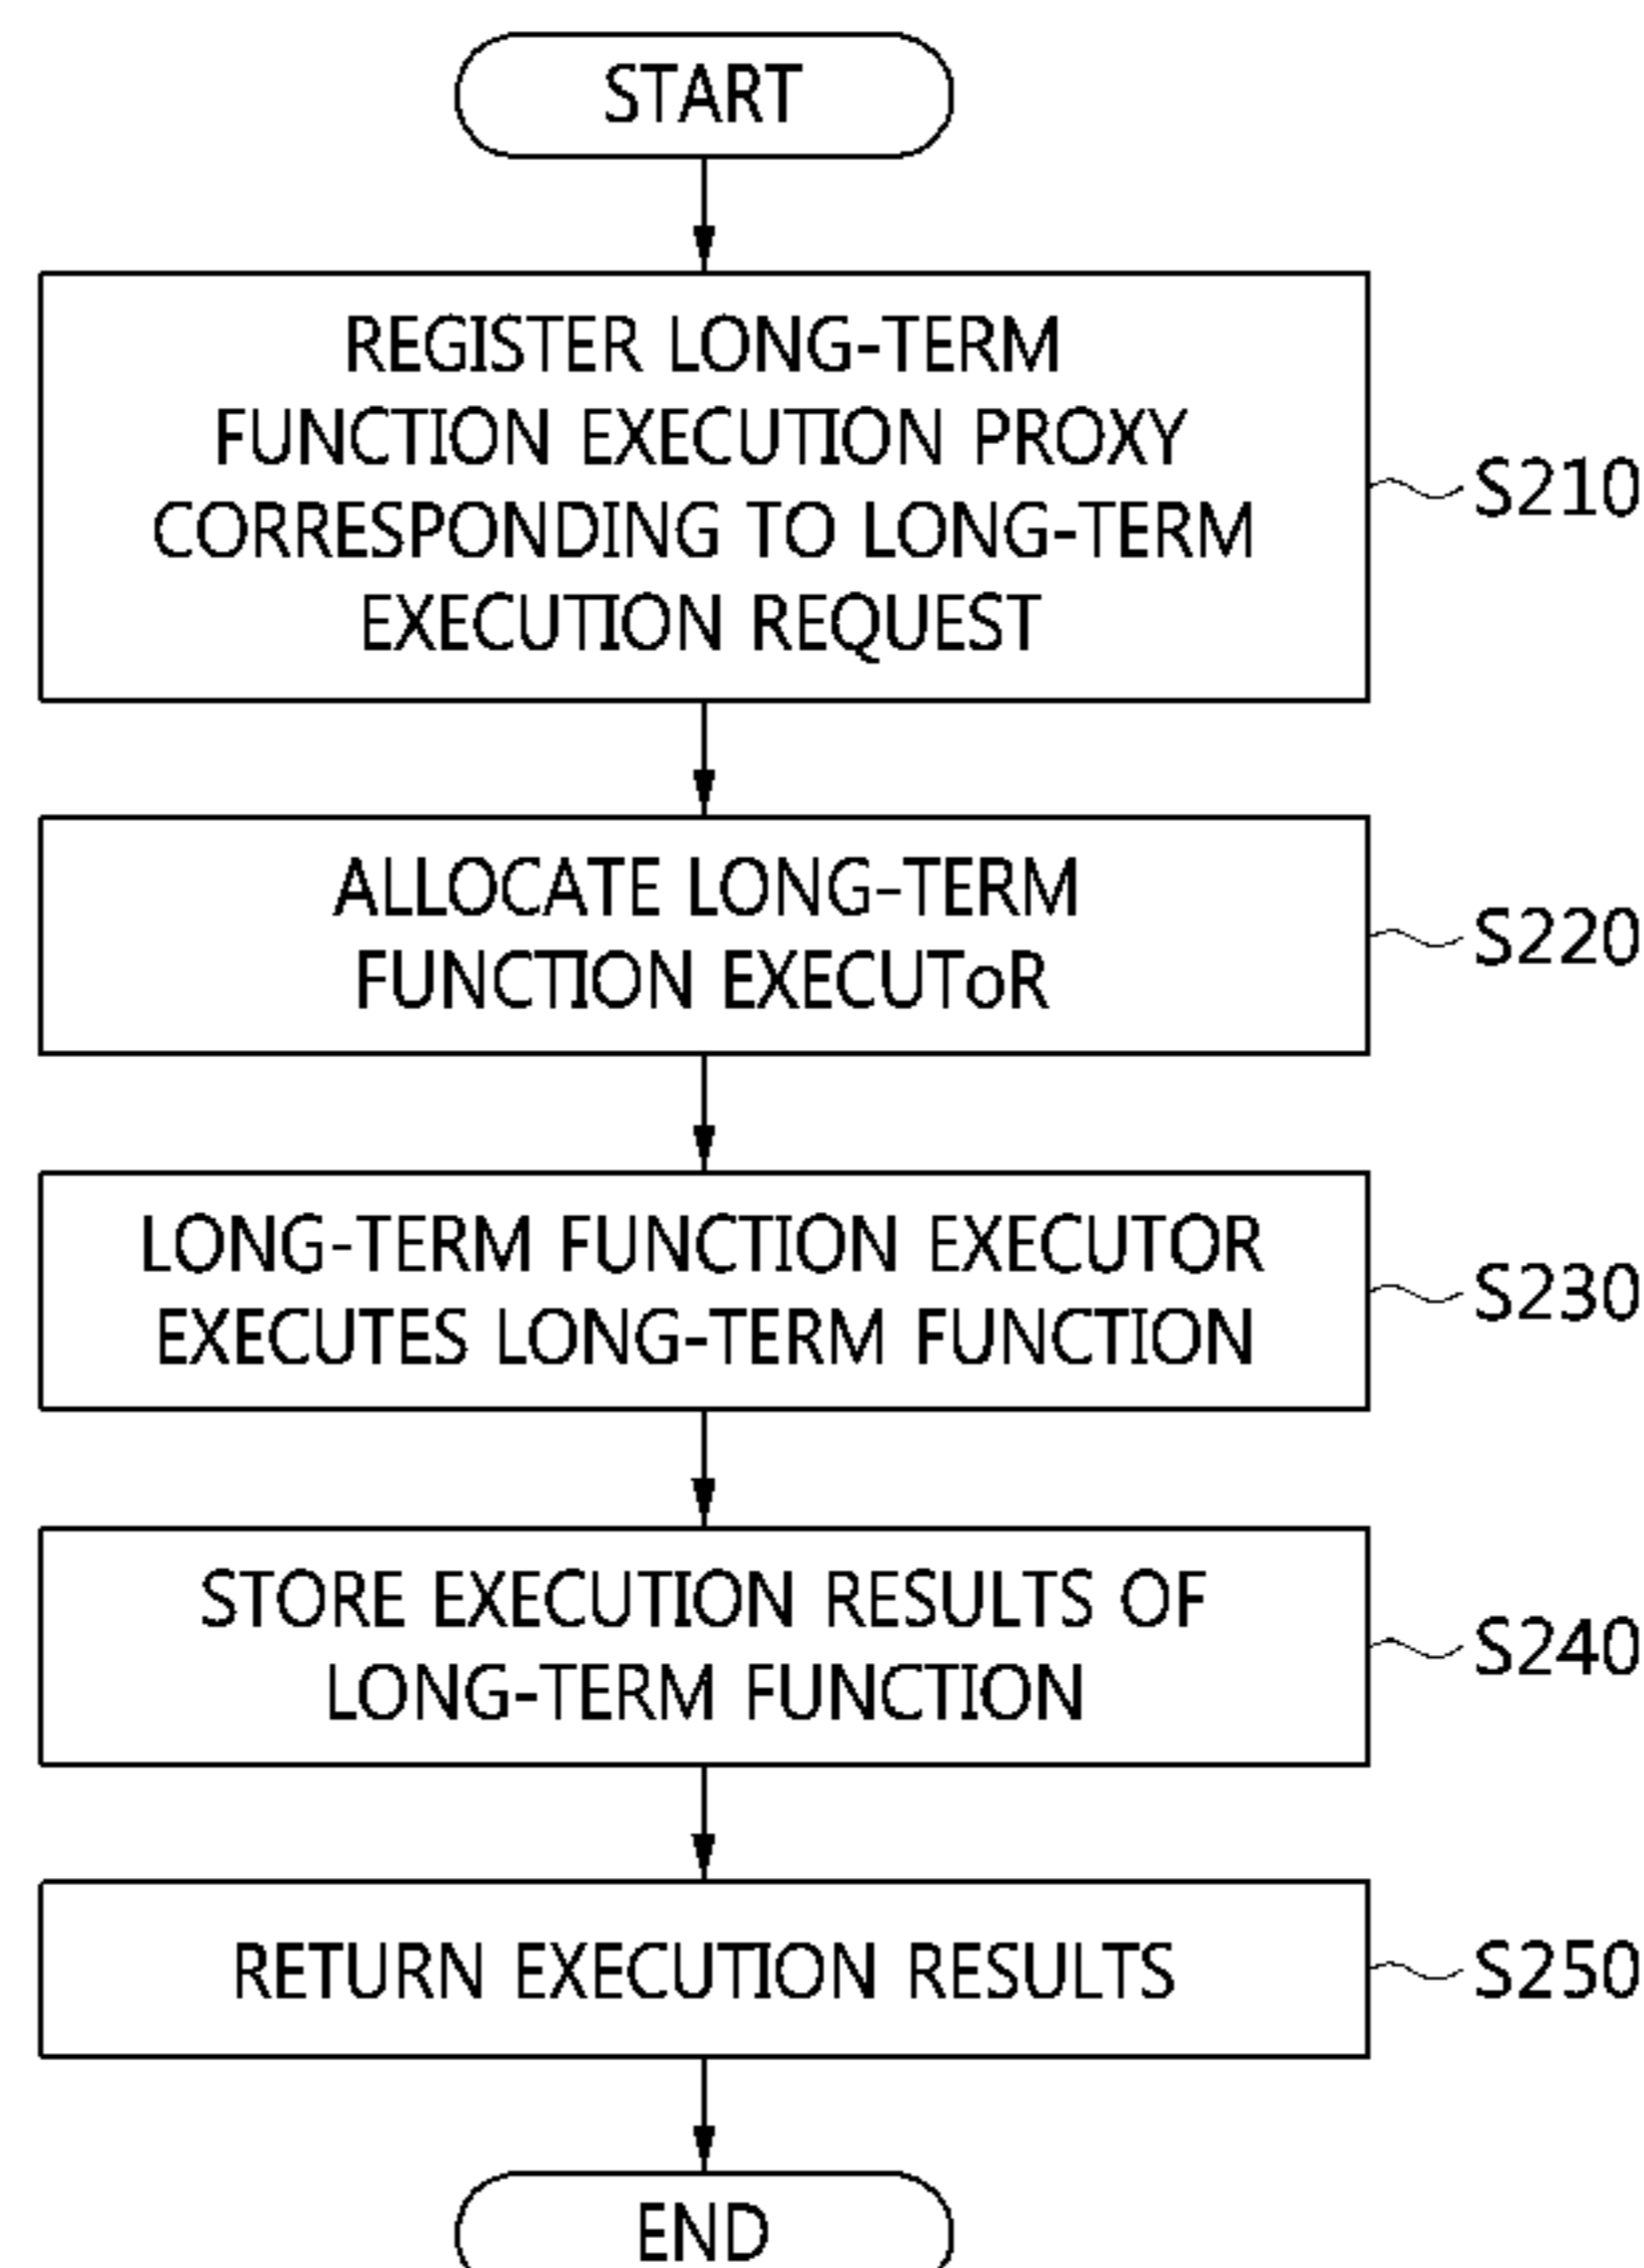 START
REGISTER LONG-TERM
FUNCTION EXECUTION PROXY
CORRESPONDING TO LONG-TERM
EXECUTION REQUEST
S210
ALLOCATE LONG-TERM
FUNCTION EXECUToR
S220
LONG-TERM FUNCTION EXECUTOR
EXECUTES LONG-TERM FUNCTION
S230
STORE EXECUTION RESULTS OF
LONG-TERM FUNCTION
S240
RETURN EXECUTION RESULTS
S250
END